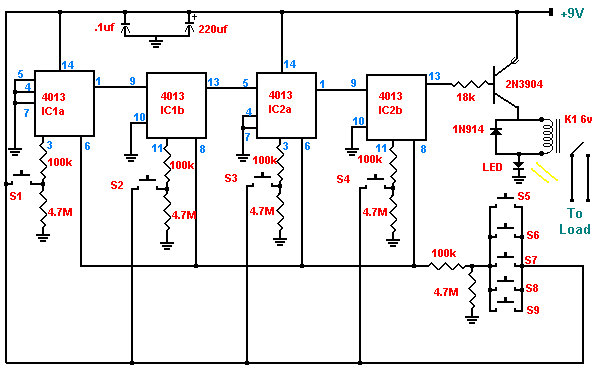 +9V
.1uf
+
220uf
14
14
5
4
7
4013
IC1a
1
9
10
4013
IC1b
13
5
4
7
4013
IC2a
1
9
10
4013
IC2b
13
18k
2N3904
1N914
K1 6v
LED
3
6
11
8
3
6
11
8
100k
100k
100k
100k
S1
S2
S3
S4
4.7M
4.7M
4.7M
4.7M
To
Load
S5
S6
S7
S8
S9
100k
4.7M